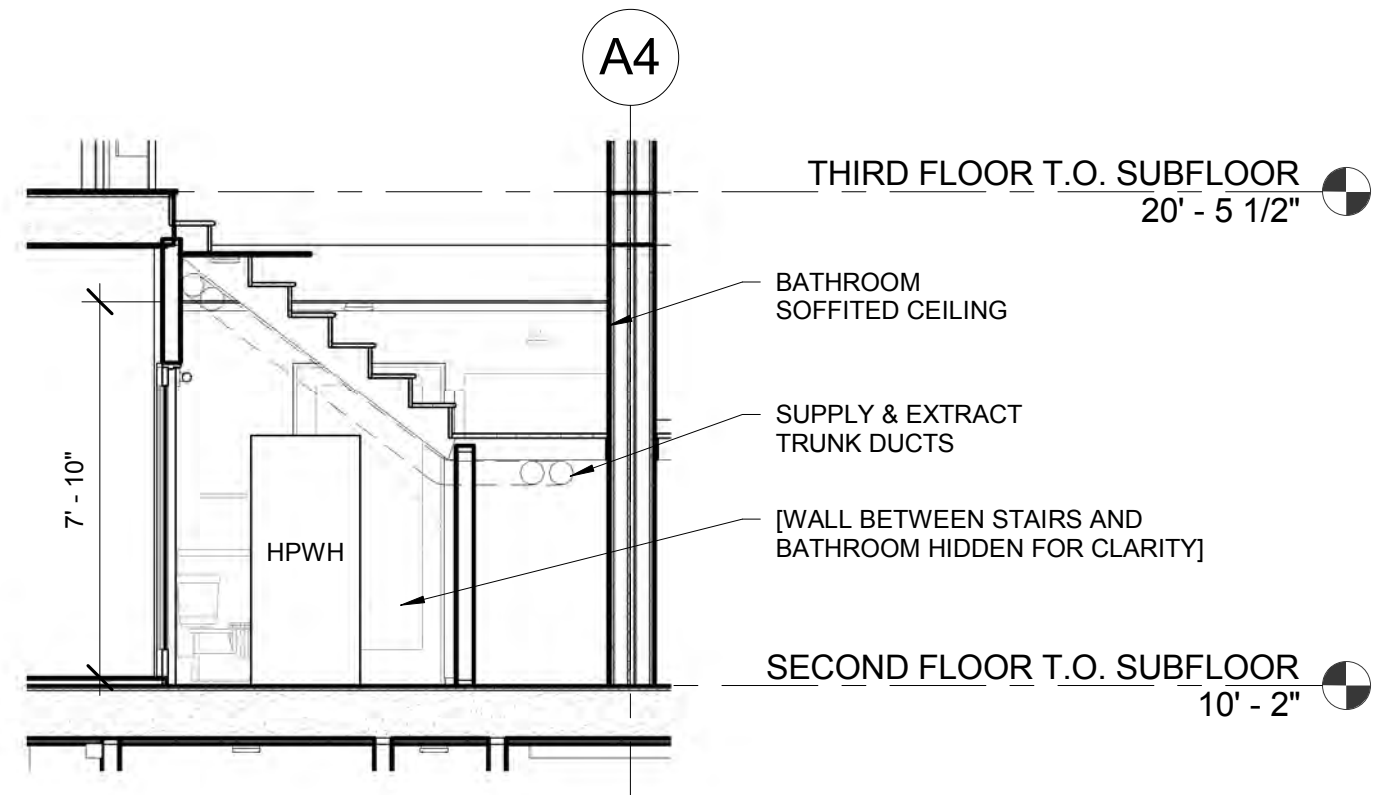 A4
THIRD FLOOR T.O. SUBFLOOR
20' - 5 1/2"
BATHROOM
SOFFITED CEILING
SUPPLY & EXTRACT
TRUNK DUCTS
7' - 10"
[WALL BETWEEN STAIRS AND
BATHROOM HIDDEN FOR CLARITY]
HPWH
SECOND FLOOR T.O. SUBFLOOR
10' - 2"